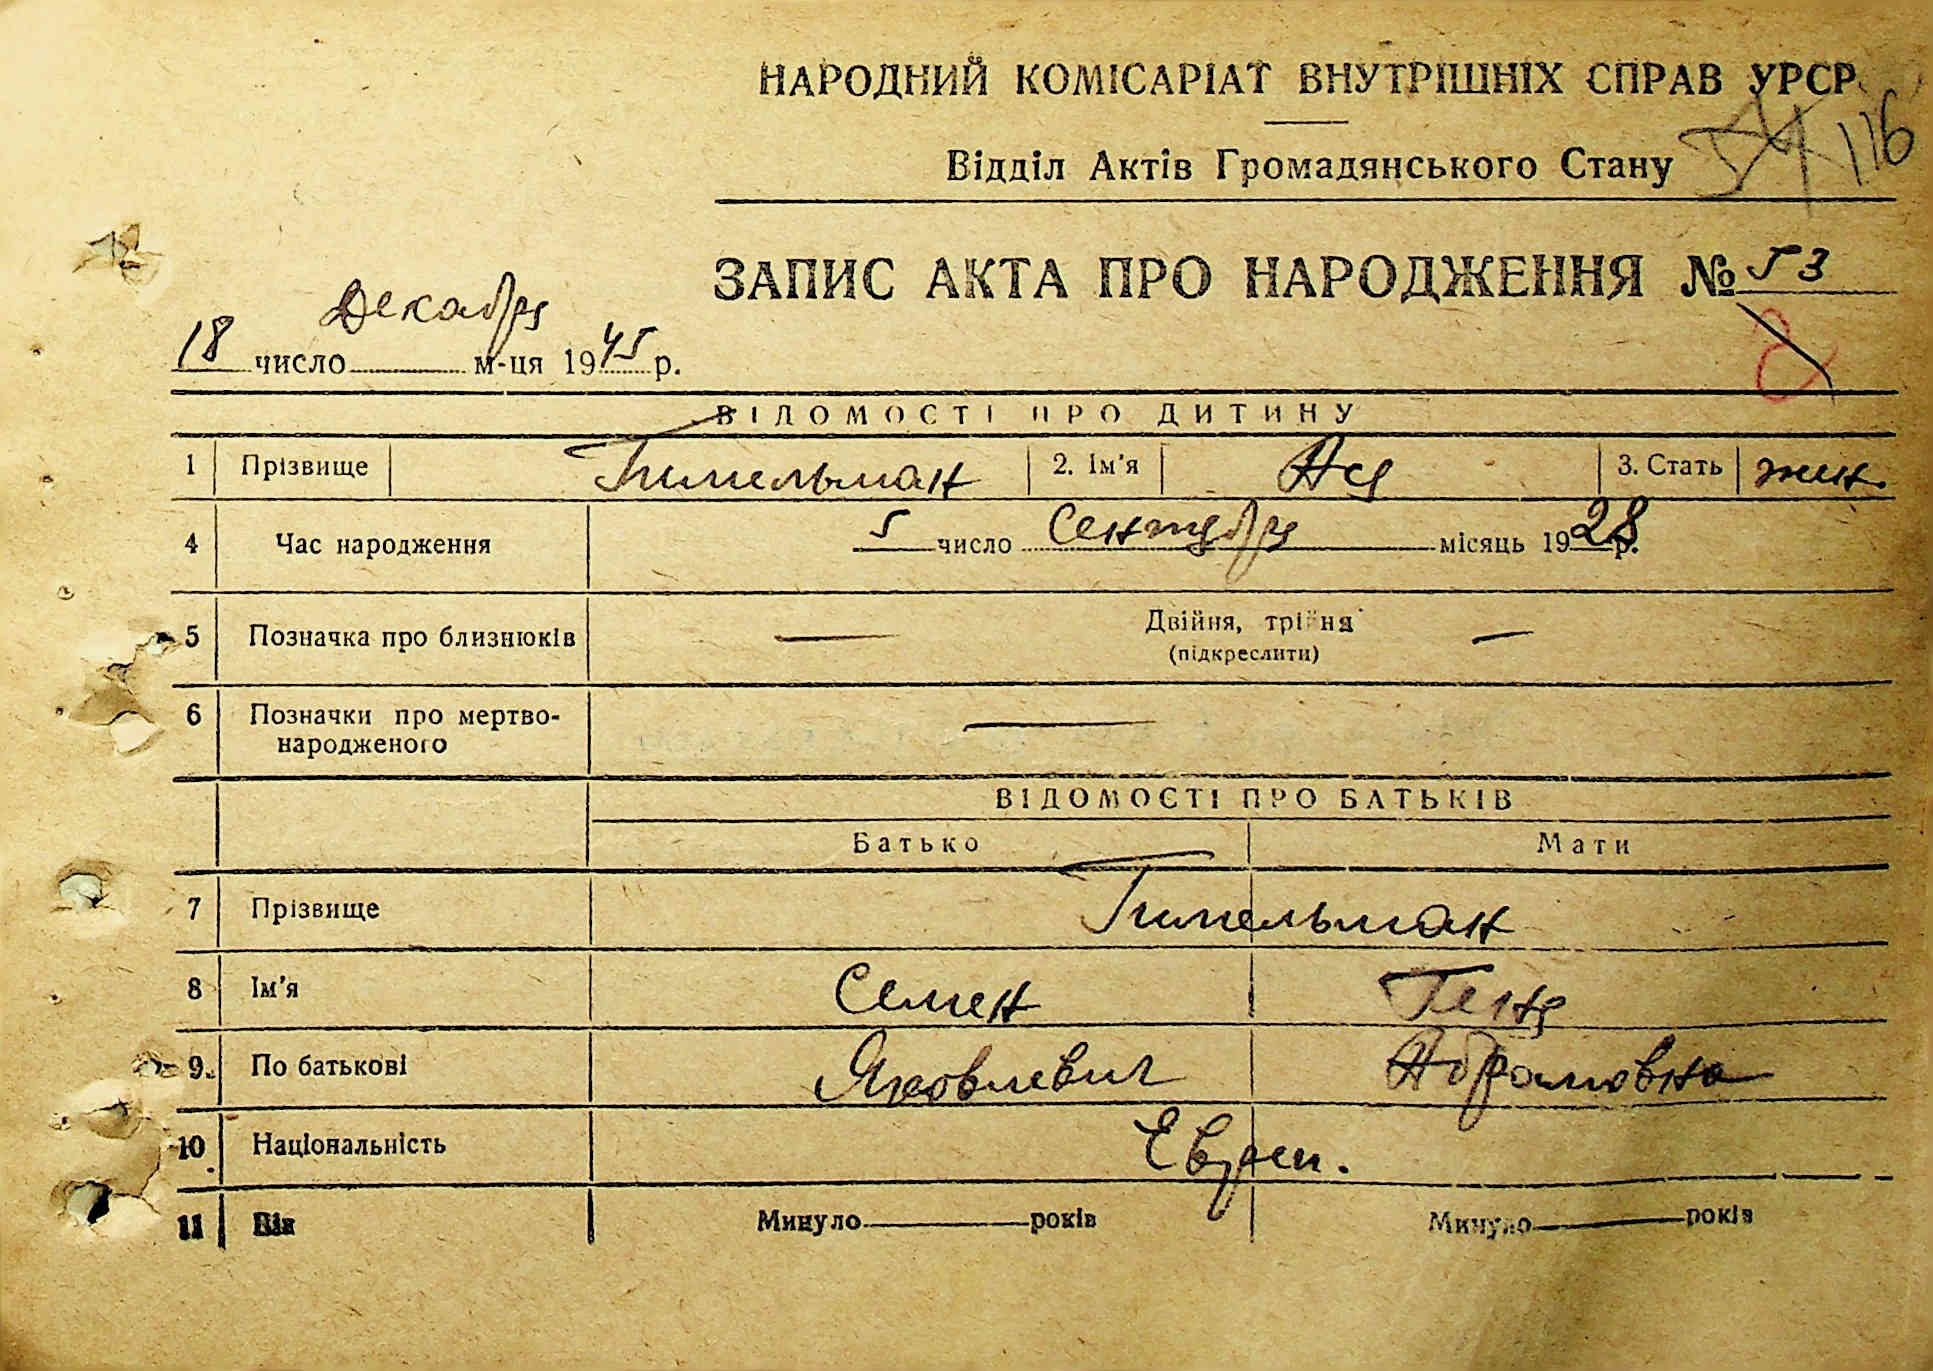 НАРОДНИЙ КОМІСАРІАТ ВНУТРІШНІХ СПРАВ УРСР
116
Відділ Актів Громадянського Стану
ЗАПИС АКТА ПРО НАРОДЖЕННЯ № 53
18 число Декабря м-ця 1945 р.
ВІДОМОСТІ ПРО ДИТИНУ
1 Прізвище Гимельман 2. Ім'я Ася 3. Стать жен.
4 Час народження 5 число Сентября місяць 1928 р.
5 Позначка про близнюків — Двійня, трійня —
(підкреслити)
6 Позначки про мертво-
народженого —
ВІДОМОСТІ ПРО БАТЬКІВ
Батько Мати
7 Прізвище Гимельман
8 Ім'я Семен Геня
9. По батькові Яковлевич Абрамовна
10 Національність Евреи.
11 Вік Минуло — років Минуло — років